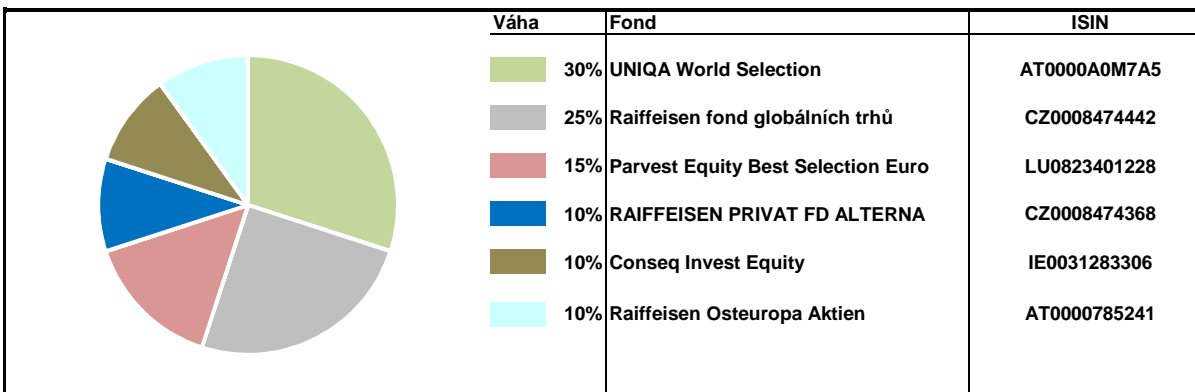 Váha Fond ISIN
30% UNIQA World Selection AT0000A0M7A5
25% Raiffeisen fond globálních trhů CZ0008474442
15% Parvest Equity Best Selection Euro LU0823401228
10% RAIFFEISEN PRIVAT FD ALTERNA CZ0008474368
10% Conseq Invest Equity IE0031283306
10% Raiffeisen Osteuropa Aktien AT0000785241